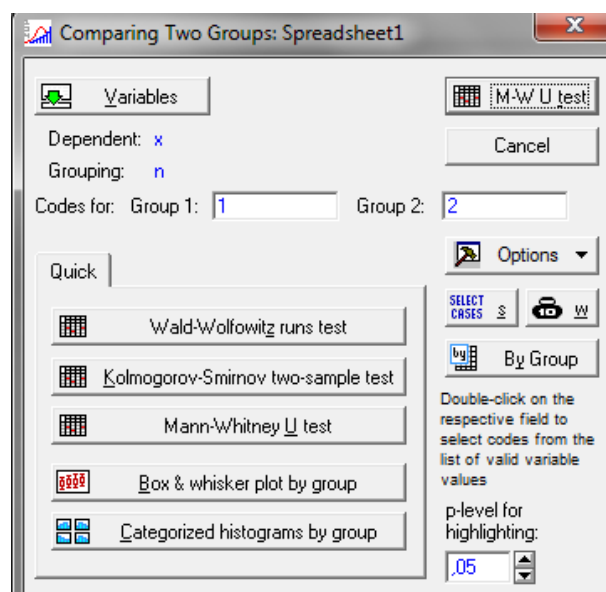 Comparing Two Groups: Spreadsheet1
Variables
M-W U test
Dependent: x
Cancel
Grouping: n
Codes for: Group 1: 1 Group 2: 2
Options
Quick
SELECT CASES S
W
Wald-Wolfowitz runs test
By Group
Kolmogorov-Smirnov two-sample test
Mann-Whitney U test
Box & whisker plot by group
Categorized histograms by group
Double-click on the
respective field to
select codes from the
list of valid variable
values
p-level for
highlighting:
,05